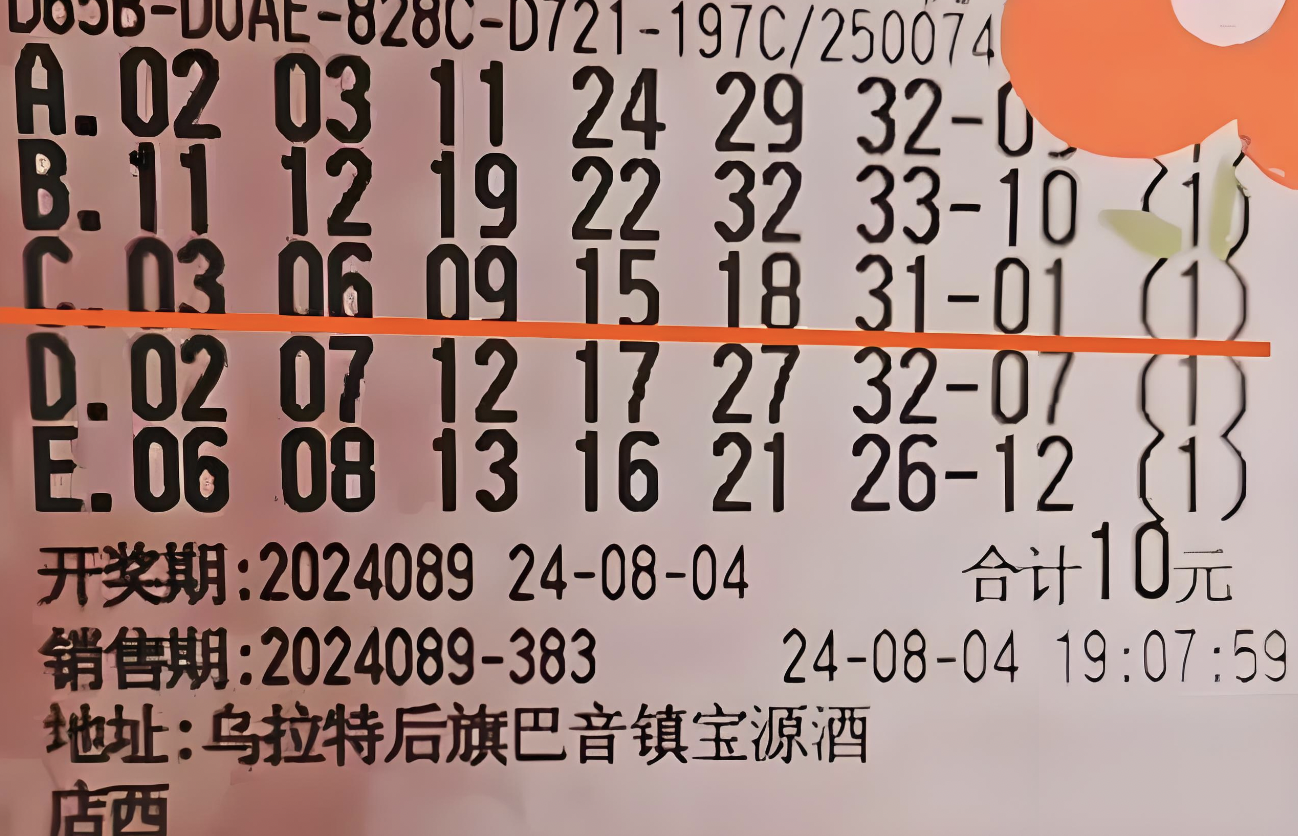 D85B-D0AE-828C-D721-197C/250074
A. 02 03 11 24 29 32-0
B. 11 12 19 22 32 33-10 (1)
C. 03 06 09 15 18 31-01 (1)
D. 02 07 12 17 27 32-07 (1)
E. 06 08 13 16 21 26-12 (1)
开奖期:2024089 24-08-04 合计10元
销售期:2024089-383 24-08-04 19:07:59
地址:乌拉特后旗巴音镇宝源酒
店西